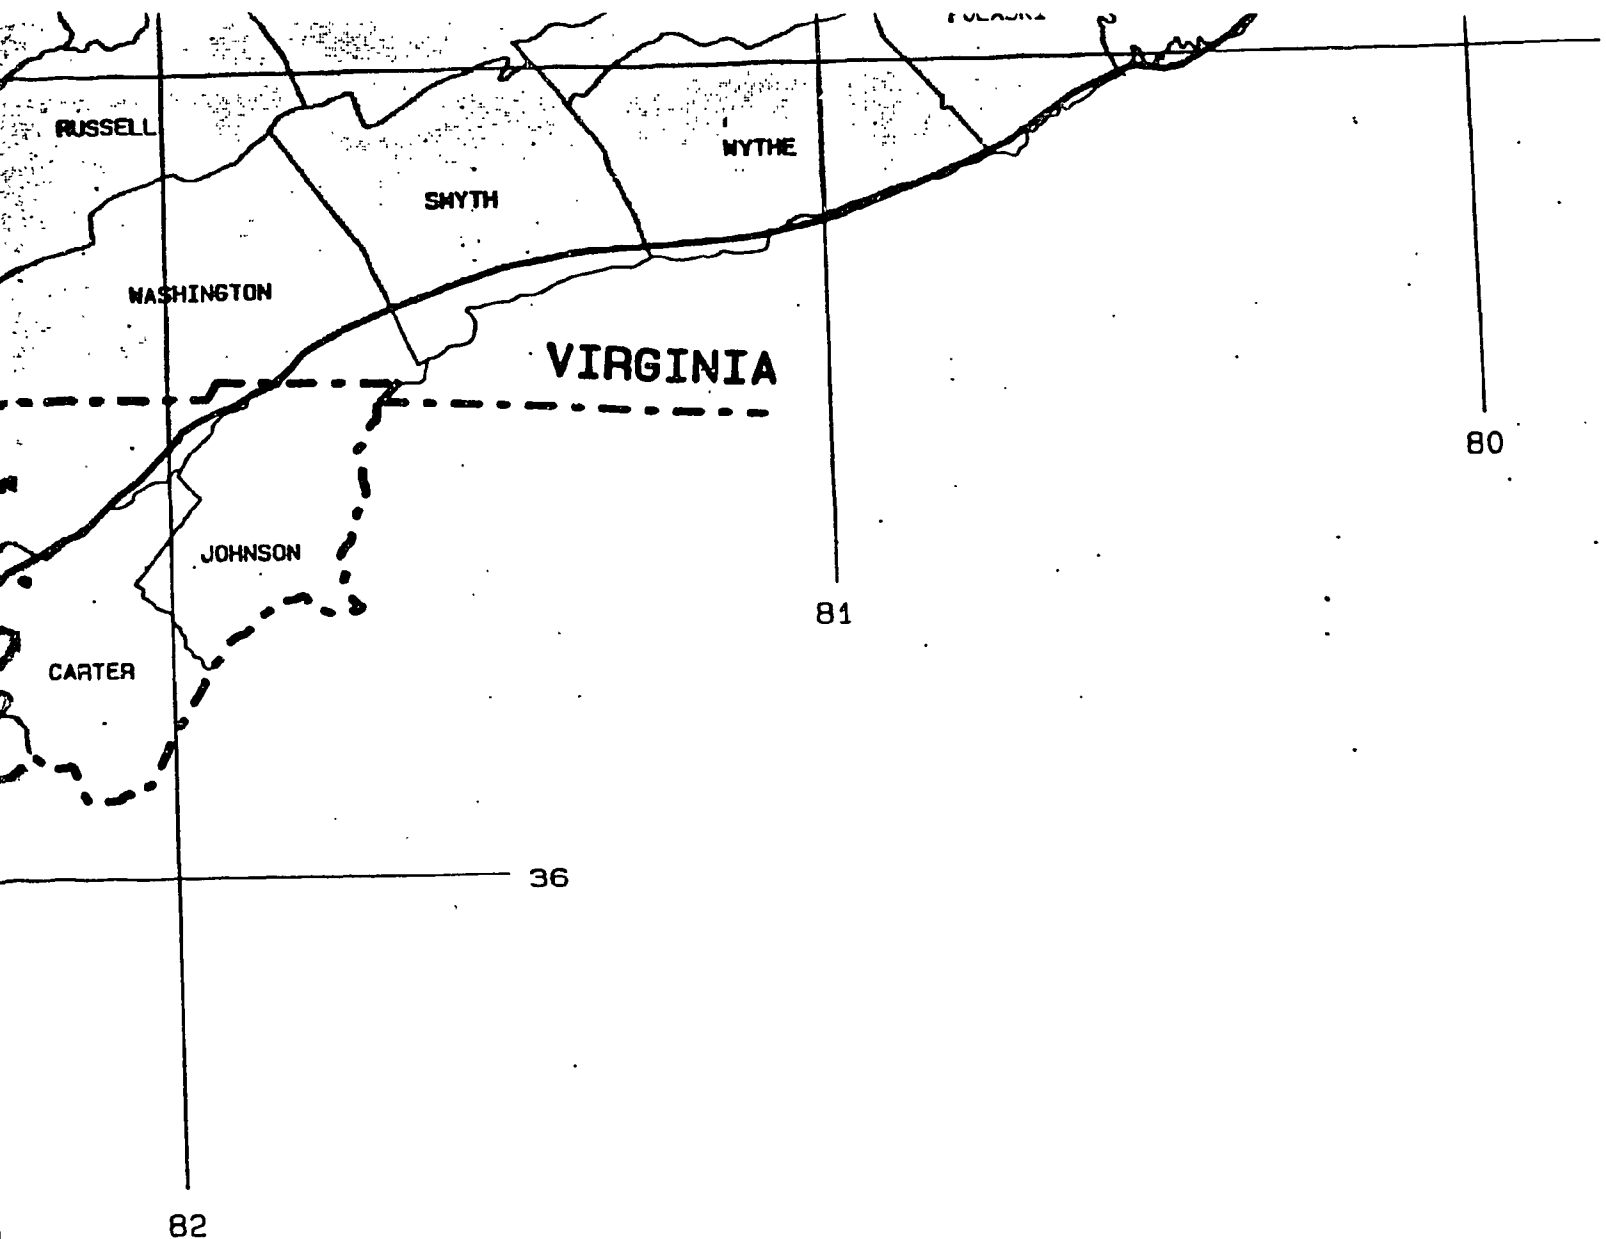 RUSSELL
WYTHE
SMYTH
WASHINGTON
VIRGINIA
80
JOHNSON
81
CARTER
36
82